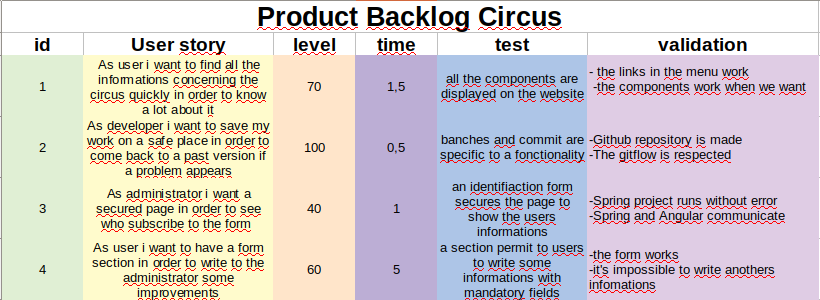 Product Backlog Circus
id User story level time test validation
1
As user i want to find all the
informations concerning the
circus quickly in order to know
a lot about it
70
1,5
all the components are
displayed on the website
- the links in the menu work
-the components work when we want
2
As developer i want to save my
work on a safe place in order to
come back to a past version if
a problem appears
100
0,5
banches and commit are
specific to a fonctionality
-Github repository is made
-The gitflow is respected
3
As administrator i want a
secured page in order to see
who subscribe to the form
40
1
an identifiaction form
secures the page to
show the users
informations
-Spring project runs without error
-Spring and Angular communicate
4
As user i want to have a form
section in order to write to the
administrator some
improvements
60
5
a section permit to users
to write some
informations with
mandatory fields
-the form works
-it's impossible to write anothers
infomations